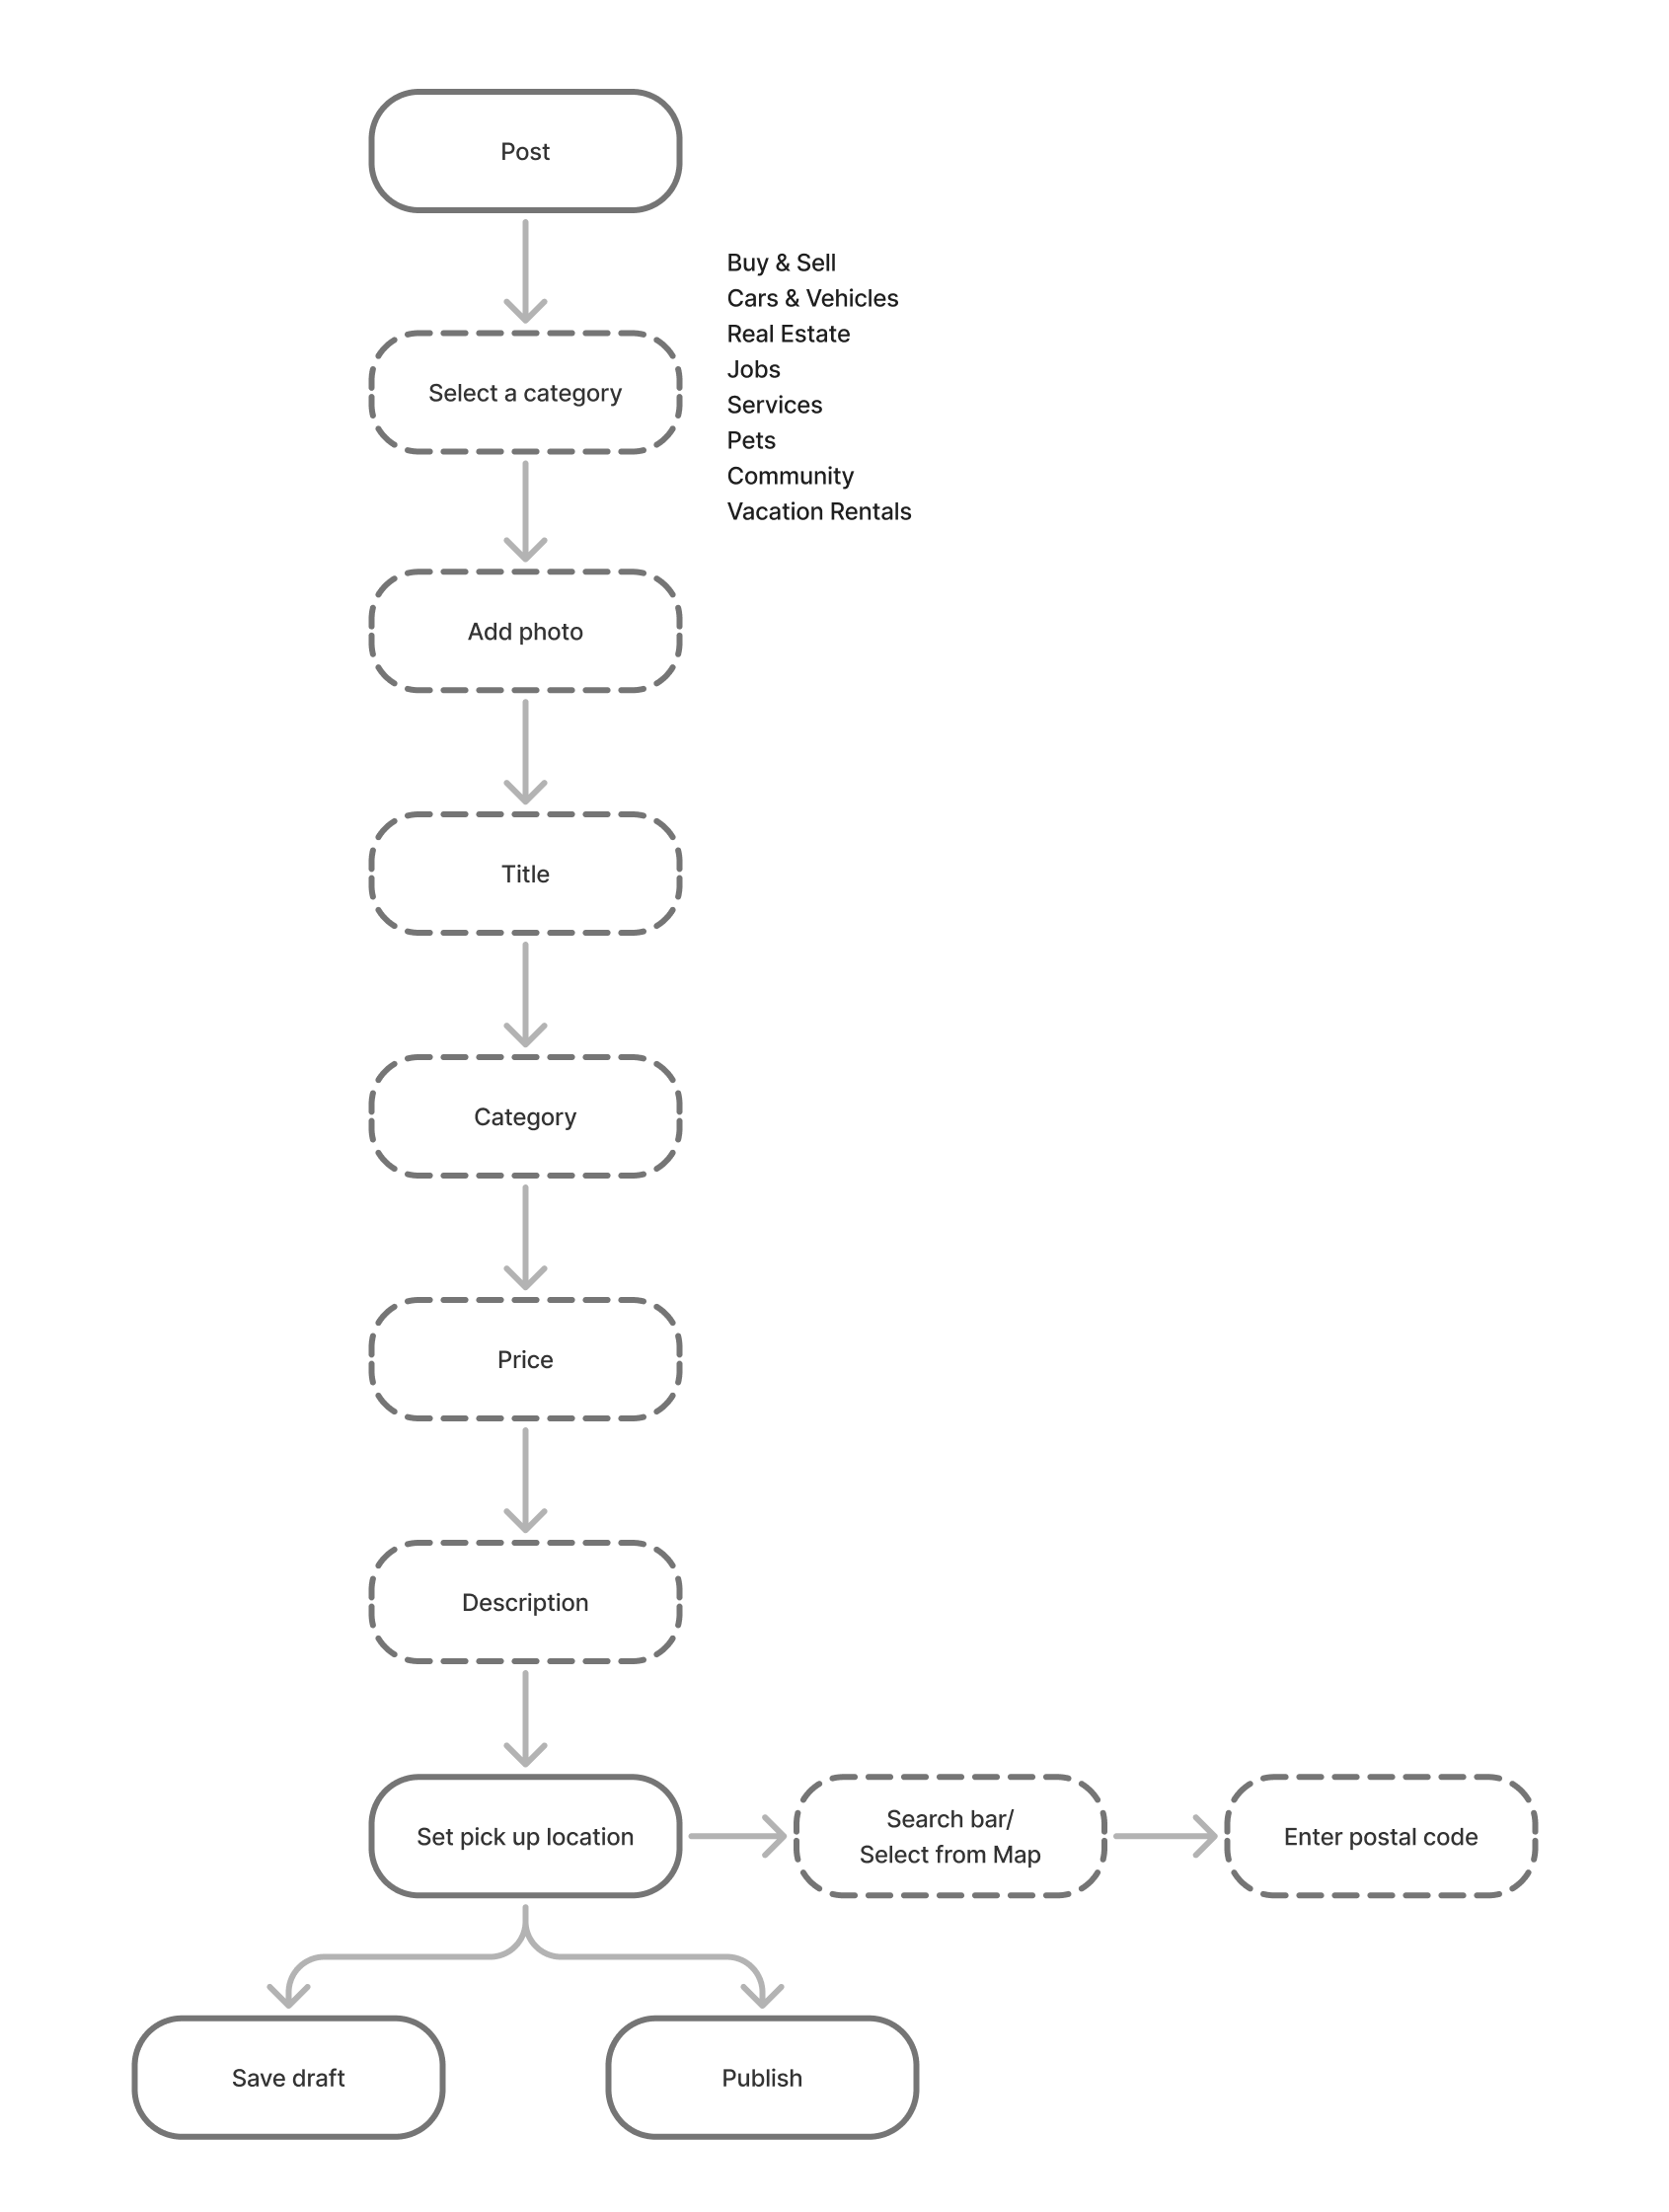 Post
Buy & Sell
Cars & Vehicles
Real Estate
Jobs
Services
Pets
Community
Vacation Rentals
Select a category
Add photo
Title
Category
Price
Description
Set pick up location
Search bar/
Select from Map
Enter postal code
Save draft
Publish